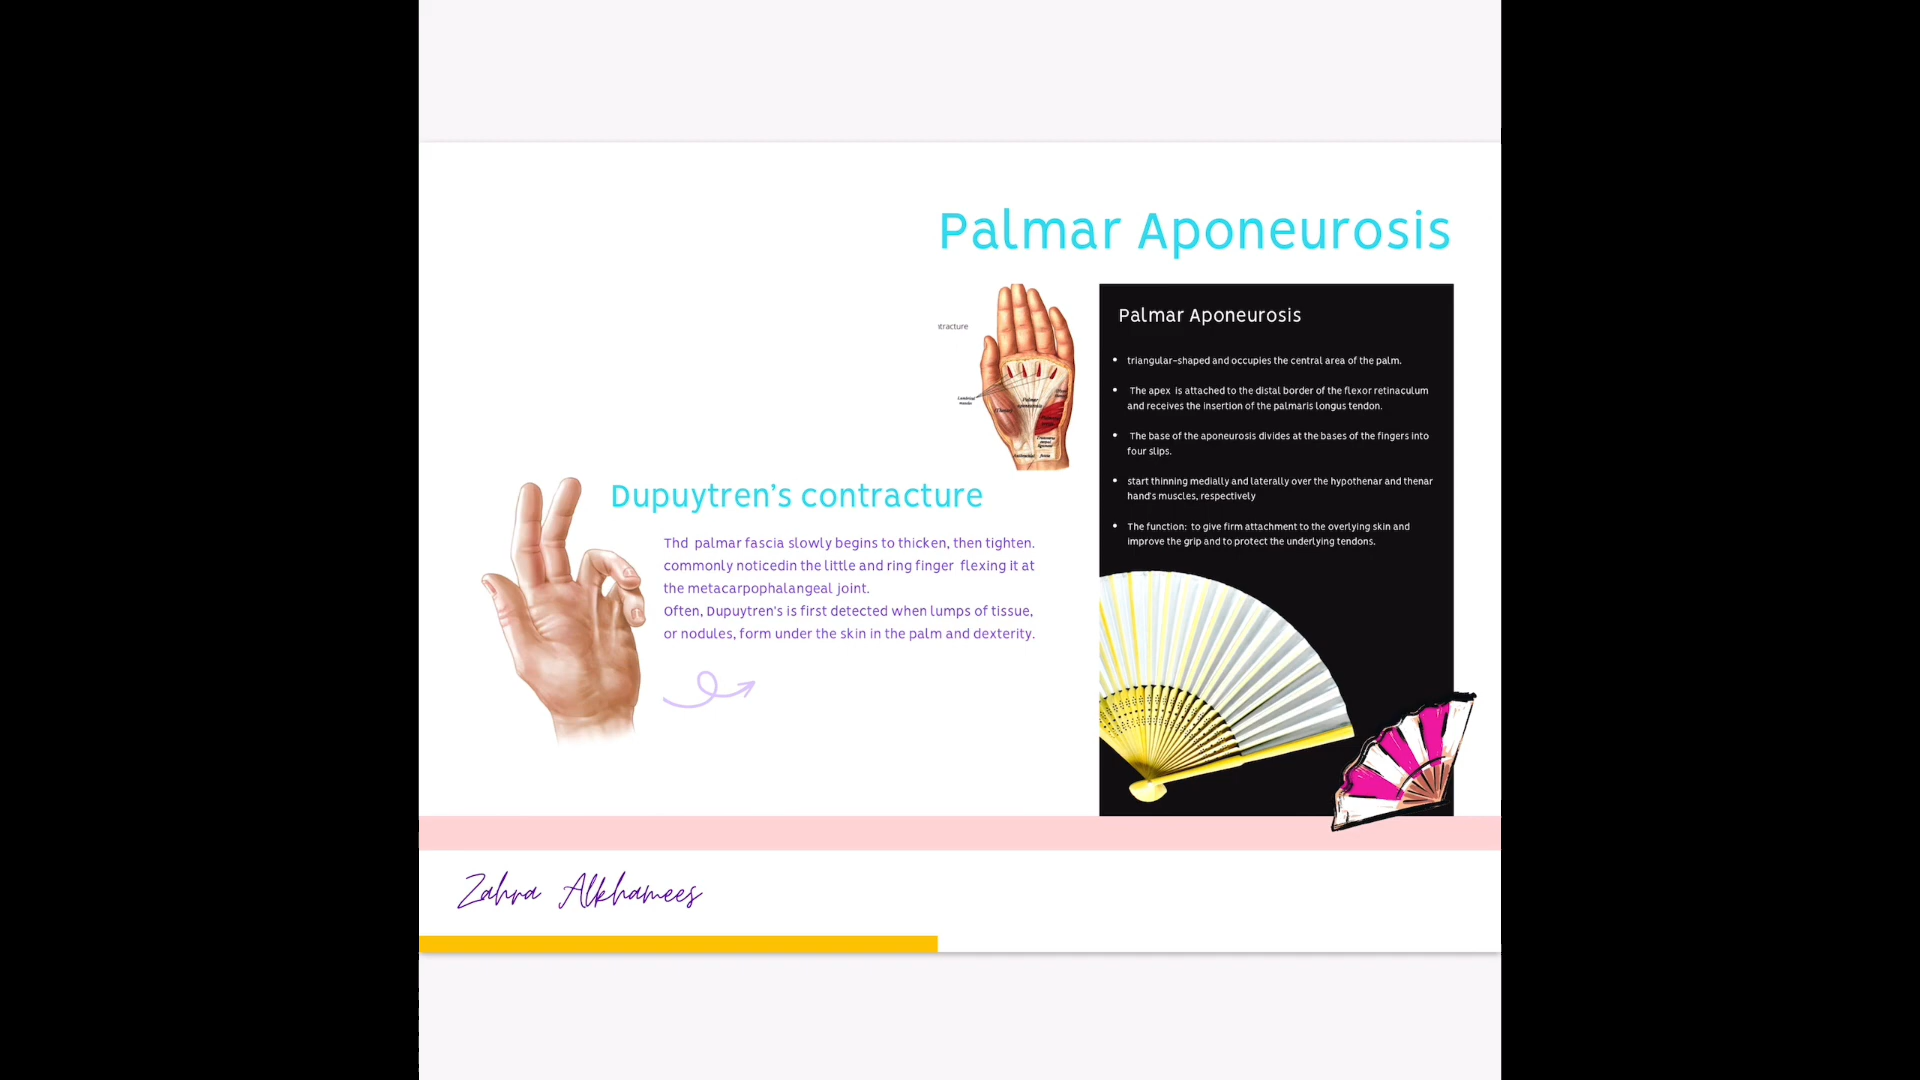 Palmar Aponeurosis
ntracture
Palmar Aponeurosis
• triangular-shaped and occupies the central area of the palm.
• The apex is attached to the distal border of the flexor retinaculum
and receives the insertion of the palmaris longus tendon.
• The base of the aponeurosis divides at the bases of the fingers into
four slips.
• start thinning medially and laterally over the hypothenar and thenar
hand's muscles, respectively
• The function: to give firm attachment to the overlying skin and
improve the grip and to protect the underlying tendons.
Lumbrical
muscles
Palmar
aponeurosis
Dupuytren's contracture
Thd palmar fascia slowly begins to thicken, then tighten.
commonly noticedin the little and ring finger flexing it at
the metacarpophalangeal joint.
Often, Dupuytren's is first detected when lumps of tissue,
or nodules, form under the skin in the palm and dexterity.
Zahra Alkhamees